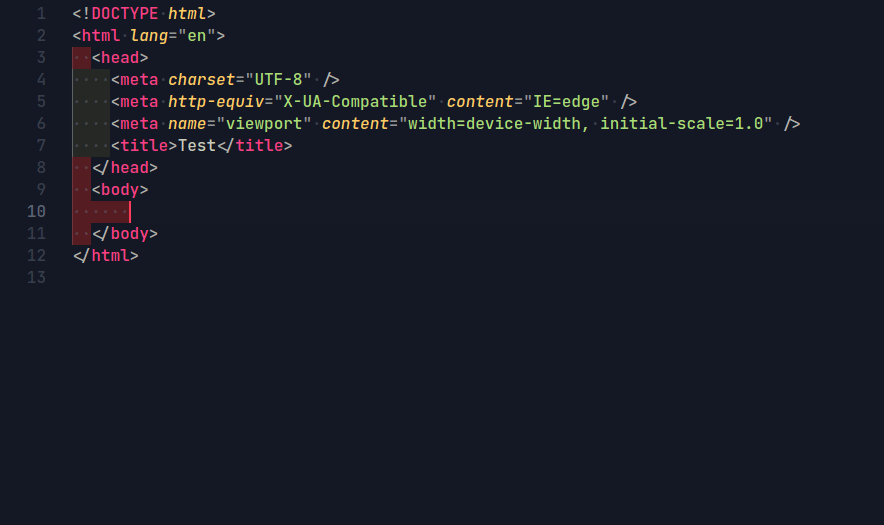 1 <!DOCTYPE html>
2 <html lang="en">
3   <head>
4     <meta charset="UTF-8" />
5     <meta http-equiv="X-UA-Compatible" content="IE=edge" />
6     <meta name="viewport" content="width=device-width, initial-scale=1.0" />
7     <title>Test</title>
8   </head>
9   <body>
10
11   </body>
12 </html>
13